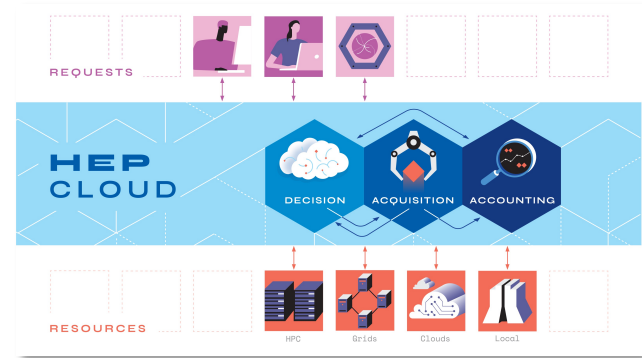 REQUESTS
HEP
CLOUD
DECISION
ACQUISITION
ACCOUNTING
RESOURCES
HPC
Grids
Clouds
Local